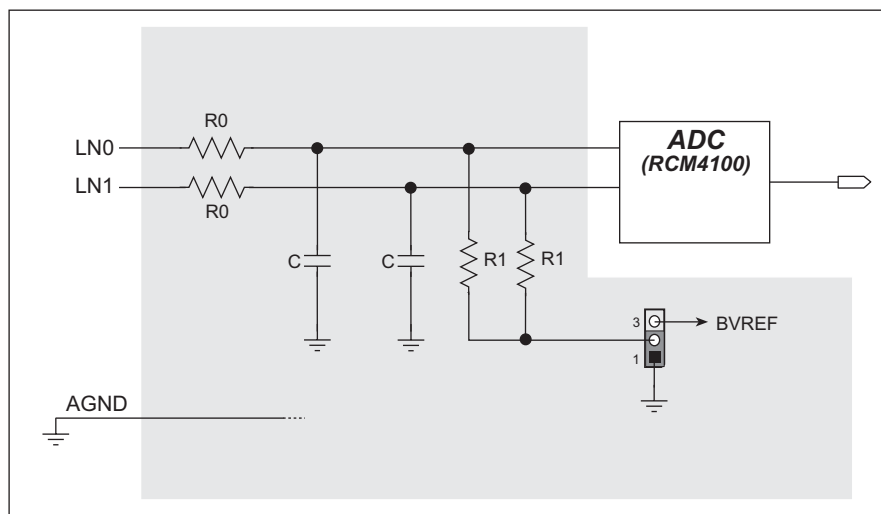 R0
LN0
ADC
(RCM4100)
LN1
R0
C
C
R1
R1
3
BVREF
1
AGND